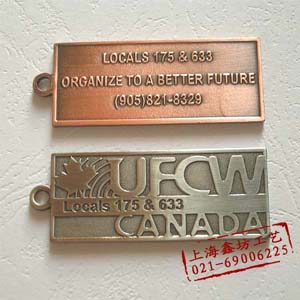 LOCALS 175 & 633
ORGANIZE TO A BETTER FUTURE
(905)821-8329
UFCW
Locals 175 & 633
CANADA
上海鑫坊工艺
021-69006225